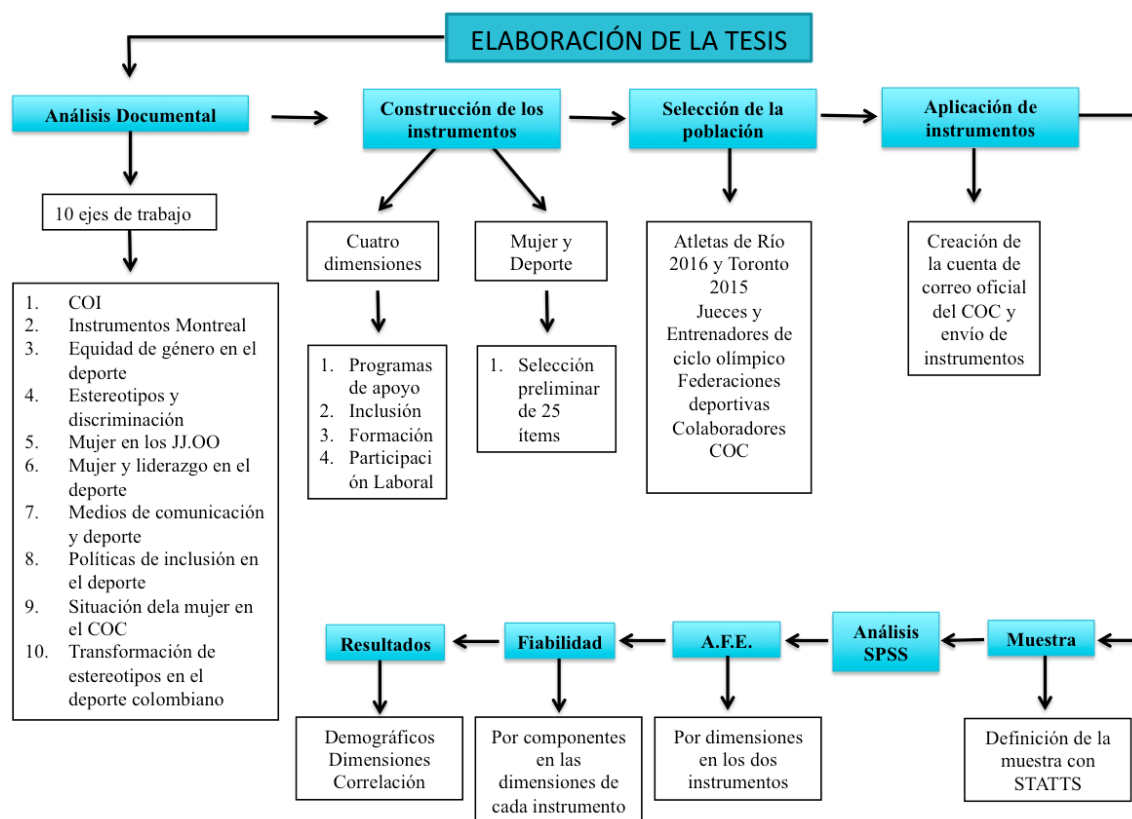 ELABORACIÓN DE LA TESIS
Análisis Documental
Construcción de los
instrumentos
Selección de la
población
Aplicación de
instrumentos
10 ejes de trabajo
1. COI
2. Instrumentos Montreal
3. Equidad de género en el
deporte
4. Estereotipos y
discriminación
5. Mujer en los JJ.OO
6. Mujer y liderazgo en el
deporte
7. Medios de comunicación
y deporte
8. Políticas de inclusión en
el deporte
9. Situación dela mujer en
el COC
10. Transformación de
estereotipos en el
deporte colombiano
Cuatro
dimensiones
1. Programas
de apoyo
2. Inclusión
3. Formación
4. Participaci
ón Laboral
Mujer y
Deporte
1. Selección
preliminar
de 25
ítems
Atletas de Río
2016 y Toronto
2015
Jueces y
Entrenadores de
ciclo olímpico
Federaciones
deportivas
Colaboradores
COC
Creación de
la cuenta de
correo oficial
del COC y
envío de
instrumentos
Muestra
Definición de la
muestra con
STATTS
Análisis
SPSS
A.F.E.
Por dimensiones
en los dos
instrumentos
Fiabilidad
Por componentes
en las
dimensiones de
cada instrumento
Resultados
Demográficos
Dimensiones
Correlación